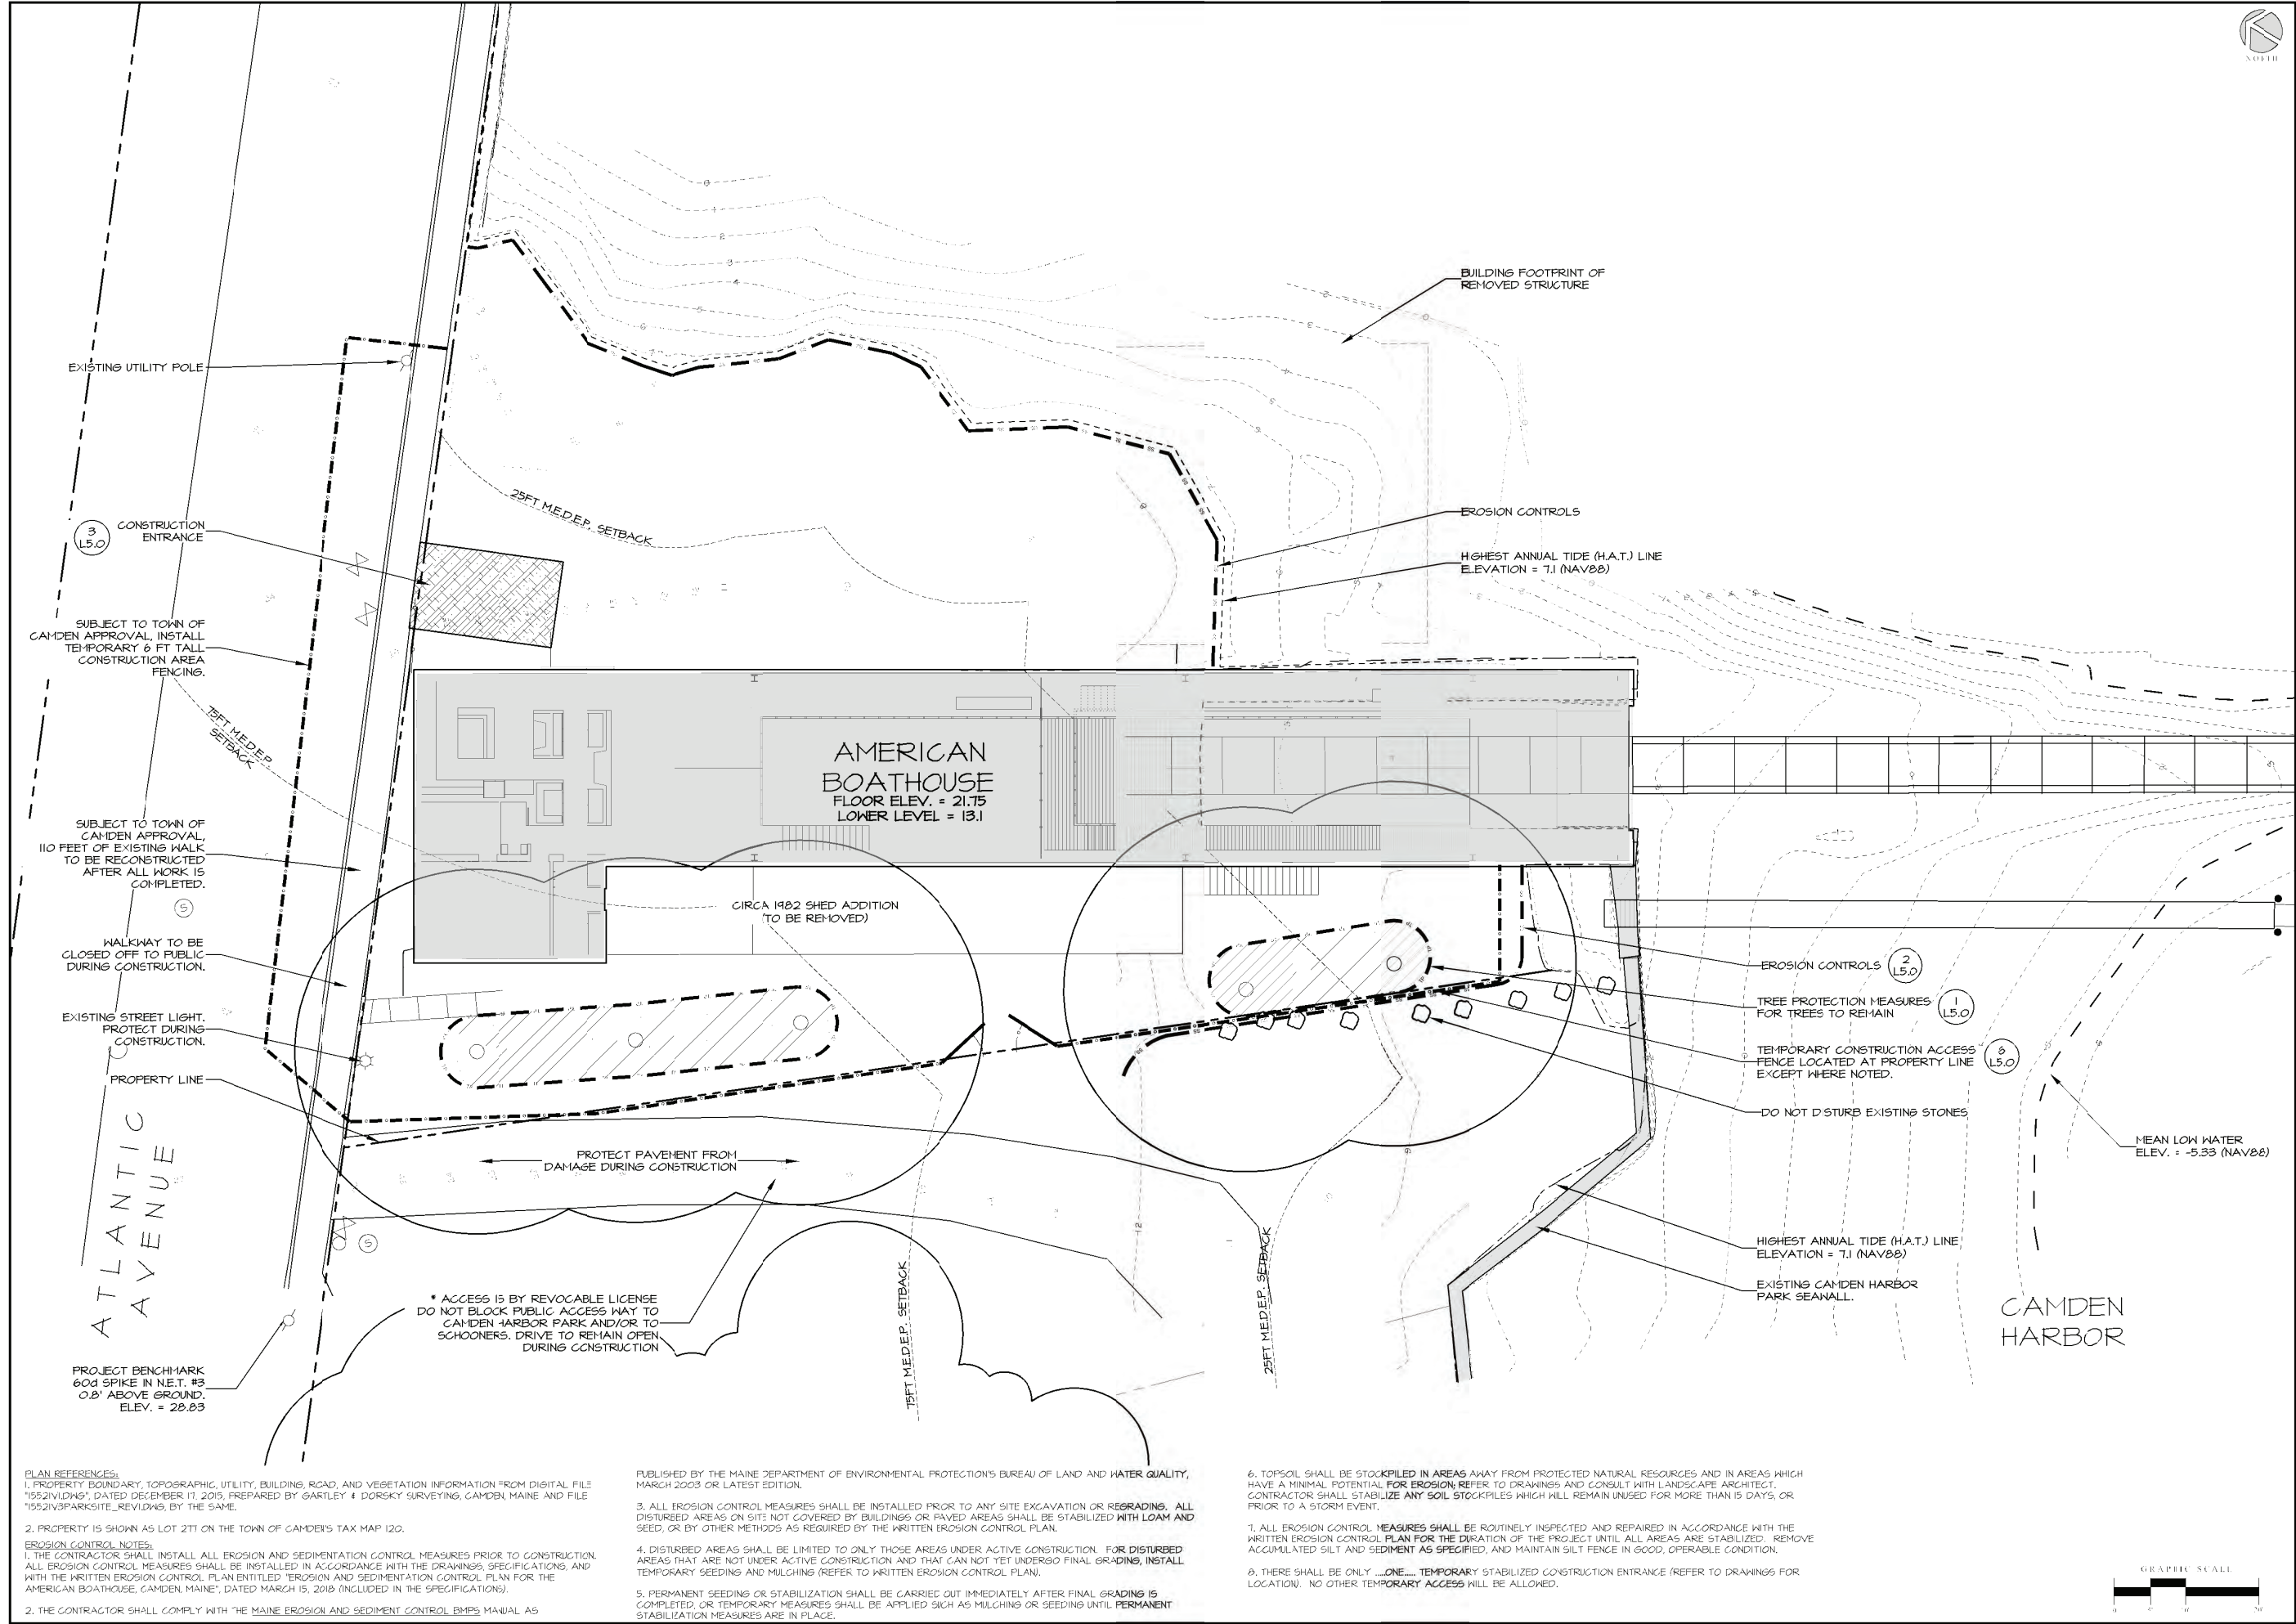 NORTH
BUILDING FOOTPRINT OF
REMOVED STRUCTURE
EXISTING UTILITY POLE
25FT M.E.D.E.P. SETBACK
EROSION CONTROLS
HIGHEST ANNUAL TIDE (H.A.T.) LINE
ELEVATION = 7.1 (NAV88)
3
L5.0
CONSTRUCTION
ENTRANCE
SUBJECT TO TOWN OF
CAMDEN APPROVAL, INSTALL
TEMPORARY 6 FT TALL
CONSTRUCTION AREA
FENCING.
75FT M.E.D.E.P.
SETBACK
AMERICAN
BOATHOUSE
FLOOR ELEV. = 21.75
LOWER LEVEL = 13.1
SUBJECT TO TOWN OF
CAMDEN APPROVAL,
110 FEET OF EXISTING WALK
TO BE RECONSTRUCTED
AFTER ALL WORK IS
COMPLETED.
S
CIRCA 1982 SHED ADDITION
(TO BE REMOVED)
WALKWAY TO BE
CLOSED OFF TO PUBLIC
DURING CONSTRUCTION.
EXISTING STREET LIGHT.
PROTECT DURING
CONSTRUCTION.
PROPERTY LINE
EROSION CONTROLS
2
L5.0
TREE PROTECTION MEASURES
FOR TREES TO REMAIN
1
L5.0
TEMPORARY CONSTRUCTION ACCESS
FENCE LOCATED AT PROPERTY LINE
EXCEPT WHERE NOTED.
L5.0
DO NOT DISTURB EXISTING STONES
MEAN LOW WATER
ELEV. = -5.33 (NAV88)
PROTECT PAVEMENT FROM
DAMAGE DURING CONSTRUCTION
ATLANTIC
AVENUE
S
HIGHEST ANNUAL TIDE (H.A.T.) LINE
ELEVATION = 7.1 (NAV88)
EXISTING CAMDEN HARBOR
PARK SEAWALL.
CAMDEN
HARBOR
75FT M.E.D.E.P. SETBACK
25FT M.E.D.E.P. SETBACK
* ACCESS IS BY REVOCABLE LICENSE
DO NOT BLOCK PUBLIC ACCESS WAY TO
CAMDEN HARBOR PARK AND/OR TO
SCHOONERS. DRIVE TO REMAIN OPEN
DURING CONSTRUCTION
PROJECT BENCHMARK
60d SPIKE IN N.E.T. #3
0.8' ABOVE GROUND.
ELEV. = 28.83
PLAN REFERENCES:
1. PROPERTY BOUNDARY, TOPOGRAPHIC, UTILITY, BUILDING, ROAD, AND VEGETATION INFORMATION FROM DIGITAL FILE
"15521V1.DWG", DATED DECEMBER 17, 2015, PREPARED BY GARTLEY & DORSKY SURVEYING, CAMDEN, MAINE AND FILE
"15521V3PARKSITE_REV1.DWG, BY THE SAME.
2. PROPERTY IS SHOWN AS LOT 277 ON THE TOWN OF CAMDEN'S TAX MAP 120.
EROSION CONTROL NOTES:
1. THE CONTRACTOR SHALL INSTALL ALL EROSION AND SEDIMENTATION CONTROL MEASURES PRIOR TO CONSTRUCTION.
ALL EROSION CONTROL MEASURES SHALL BE INSTALLED IN ACCORDANCE WITH THE DRAWINGS, SPECIFICATIONS, AND
WITH THE WRITTEN EROSION CONTROL PLAN ENTITLED "EROSION AND SEDIMENTATION CONTROL PLAN FOR THE
AMERICAN BOATHOUSE, CAMDEN, MAINE", DATED MARCH 15, 2018 (INCLUDED IN THE SPECIFICATIONS).
2. THE CONTRACTOR SHALL COMPLY WITH THE MAINE EROSION AND SEDIMENT CONTROL BMPS MANUAL AS
PUBLISHED BY THE MAINE DEPARTMENT OF ENVIRONMENTAL PROTECTION'S BUREAU OF LAND AND WATER QUALITY,
MARCH 2003 OR LATEST EDITION.
3. ALL EROSION CONTROL MEASURES SHALL BE INSTALLED PRIOR TO ANY SITE EXCAVATION OR REGRADING. ALL
DISTURBED AREAS ON SITE NOT COVERED BY BUILDINGS OR PAVED AREAS SHALL BE STABILIZED WITH LOAM AND
SEED, OR BY OTHER METHODS AS REQUIRED BY THE WRITTEN EROSION CONTROL PLAN.
4. DISTURBED AREAS SHALL BE LIMITED TO ONLY THOSE AREAS UNDER ACTIVE CONSTRUCTION. FOR DISTURBED
AREAS THAT ARE NOT UNDER ACTIVE CONSTRUCTION AND THAT CAN NOT YET UNDERGO FINAL GRADING, INSTALL
TEMPORARY SEEDING AND MULCHING (REFER TO WRITTEN EROSION CONTROL PLAN).
5. PERMANENT SEEDING OR STABILIZATION SHALL BE CARRIED OUT IMMEDIATELY AFTER FINAL GRADING IS
COMPLETED, OR TEMPORARY MEASURES SHALL BE APPLIED SUCH AS MULCHING OR SEEDING UNTIL PERMANENT
STABILIZATION MEASURES ARE IN PLACE.
6. TOPSOIL SHALL BE STOCKPILED IN AREAS AWAY FROM PROTECTED NATURAL RESOURCES AND IN AREAS WHICH
HAVE A MINIMAL POTENTIAL FOR EROSION; REFER TO DRAWINGS AND CONSULT WITH LANDSCAPE ARCHITECT.
CONTRACTOR SHALL STABILIZE ANY SOIL STOCKPILES WHICH WILL REMAIN UNUSED FOR MORE THAN 15 DAYS, OR
PRIOR TO A STORM EVENT.
7. ALL EROSION CONTROL MEASURES SHALL BE ROUTINELY INSPECTED AND REPAIRED IN ACCORDANCE WITH THE
WRITTEN EROSION CONTROL PLAN FOR THE DURATION OF THE PROJECT UNTIL ALL AREAS ARE STABILIZED. REMOVE
ACCUMULATED SILT AND SEDIMENT AS SPECIFIED, AND MAINTAIN SILT FENCE IN GOOD, OPERABLE CONDITION.
8. THERE SHALL BE ONLY .....ONE..... TEMPORARY STABILIZED CONSTRUCTION ENTRANCE (REFER TO DRAWINGS FOR
LOCATION). NO OTHER TEMPORARY ACCESS WILL BE ALLOWED.
GRAPHIC SCALE